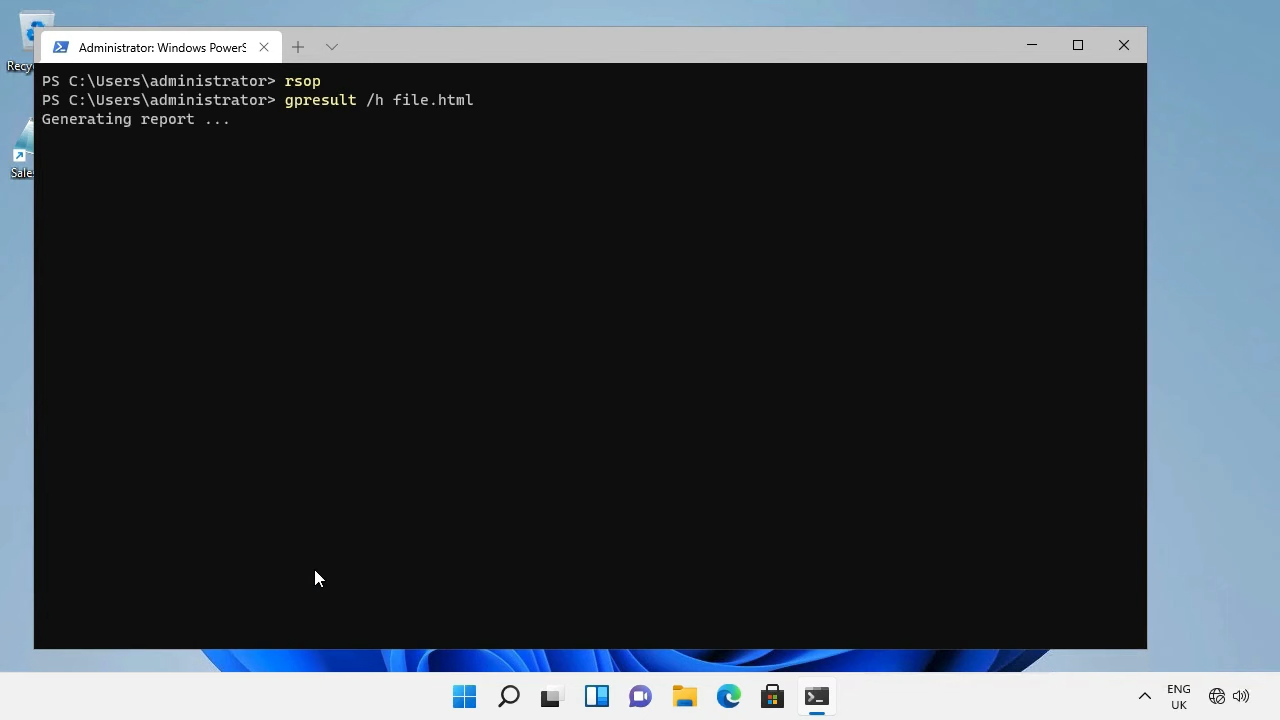 Administrator: Windows PowerS
PS C:\Users\administrator> rsop
PS C:\Users\administrator> gpresult /h file.html
Generating report ...
Recy
Sale
ENG
UK